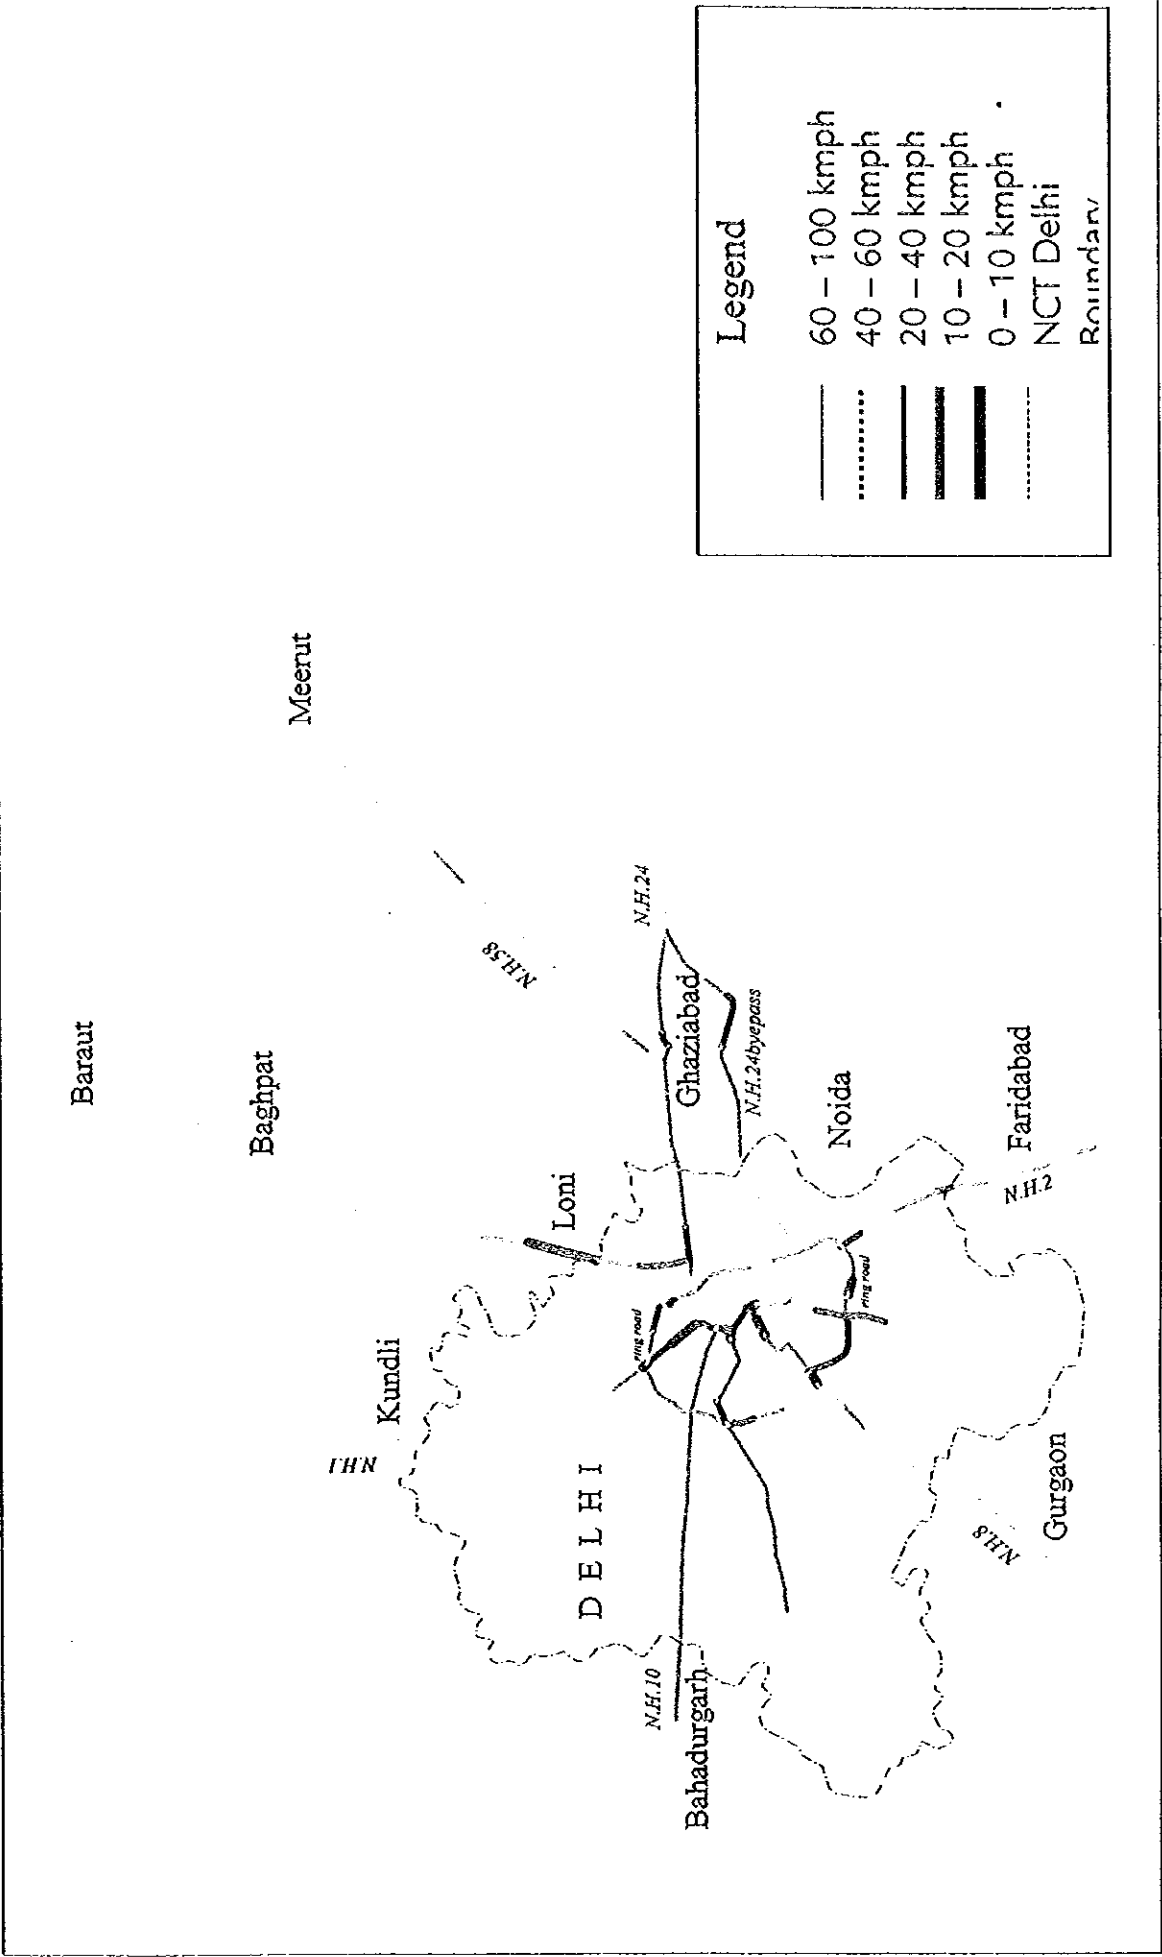 Baraut
Baghpat
Meerut
N.H.1
Kundli
Loni
N.H.58
DELHI
ring road
N.H.24
N.H.10
Bahadurgarh
Ghaziabad
N.H.24byepass
Noida
ring road
N.H.8
Gurgaon
N.H.2
Faridabad
Legend
60 – 100 kmph
40 – 60 kmph
20 – 40 kmph
10 – 20 kmph
0 – 10 kmph
NCT Delhi
Boundary